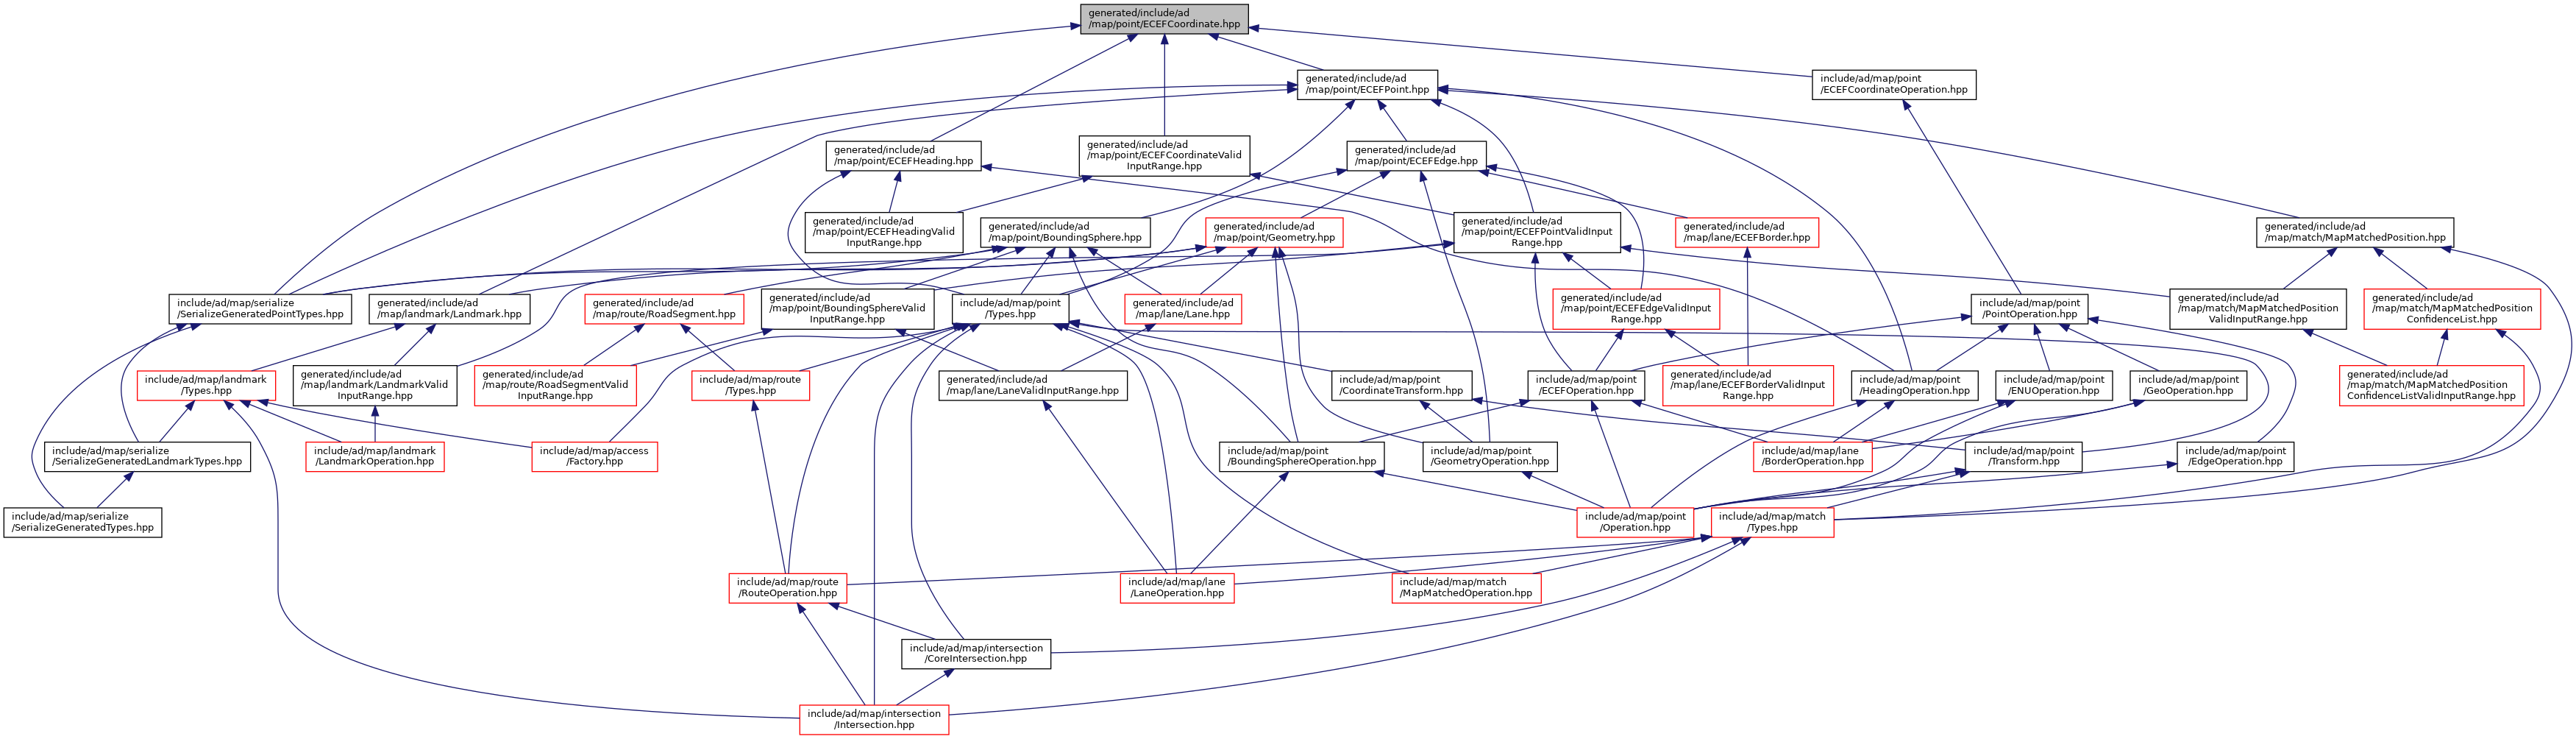 generated/include/ad
/map/point/ECEFCoordinate.hpp
generated/include/ad
/map/point/ECEFPoint.hpp
include/ad/map/point
/ECEFCoordinateOperation.hpp
generated/include/ad
/map/point/ECEFHeading.hpp
generated/include/ad
/map/point/ECEFCoordinateValid
InputRange.hpp
generated/include/ad
/map/point/ECEFEdge.hpp
generated/include/ad
/map/point/ECEFHeadingValid
InputRange.hpp
generated/include/ad
/map/point/BoundingSphere.hpp
generated/include/ad
/map/point/Geometry.hpp
generated/include/ad
/map/point/ECEFPointValidInput
Range.hpp
generated/include/ad
/map/lane/ECEFBorder.hpp
generated/include/ad
/map/match/MapMatchedPosition.hpp
include/ad/map/serialize
/SerializeGeneratedPointTypes.hpp
generated/include/ad
/map/landmark/Landmark.hpp
generated/include/ad
/map/route/RoadSegment.hpp
generated/include/ad
/map/point/BoundingSphereValid
InputRange.hpp
include/ad/map/point
/Types.hpp
generated/include/ad
/map/lane/Lane.hpp
generated/include/ad
/map/point/ECEFEdgeValidInput
Range.hpp
include/ad/map/point
/PointOperation.hpp
generated/include/ad
/map/match/MapMatchedPosition
ValidInputRange.hpp
generated/include/ad
/map/match/MapMatchedPosition
ConfidenceList.hpp
include/ad/map/landmark
/Types.hpp
generated/include/ad
/map/landmark/LandmarkValid
InputRange.hpp
generated/include/ad
/map/route/RoadSegmentValid
InputRange.hpp
include/ad/map/route
/Types.hpp
generated/include/ad
/map/lane/LaneValidInputRange.hpp
include/ad/map/point
/CoordinateTransform.hpp
include/ad/map/point
/ECEFOperation.hpp
generated/include/ad
/map/lane/ECEFBorderValidInput
Range.hpp
include/ad/map/point
/HeadingOperation.hpp
include/ad/map/point
/ENUOperation.hpp
include/ad/map/point
/GeoOperation.hpp
generated/include/ad
/map/match/MapMatchedPosition
ConfidenceListValidInputRange.hpp
include/ad/map/serialize
/SerializeGeneratedLandmarkTypes.hpp
include/ad/map/landmark
/LandmarkOperation.hpp
include/ad/map/access
/Factory.hpp
include/ad/map/point
/BoundingSphereOperation.hpp
include/ad/map/point
/GeometryOperation.hpp
include/ad/map/lane
/BorderOperation.hpp
include/ad/map/point
/Transform.hpp
include/ad/map/point
/EdgeOperation.hpp
include/ad/map/serialize
/SerializeGeneratedTypes.hpp
include/ad/map/point
/Operation.hpp
include/ad/map/match
/Types.hpp
include/ad/map/route
/RouteOperation.hpp
include/ad/map/lane
/LaneOperation.hpp
include/ad/map/match
/MapMatchedOperation.hpp
include/ad/map/intersection
/CoreIntersection.hpp
include/ad/map/intersection
/Intersection.hpp